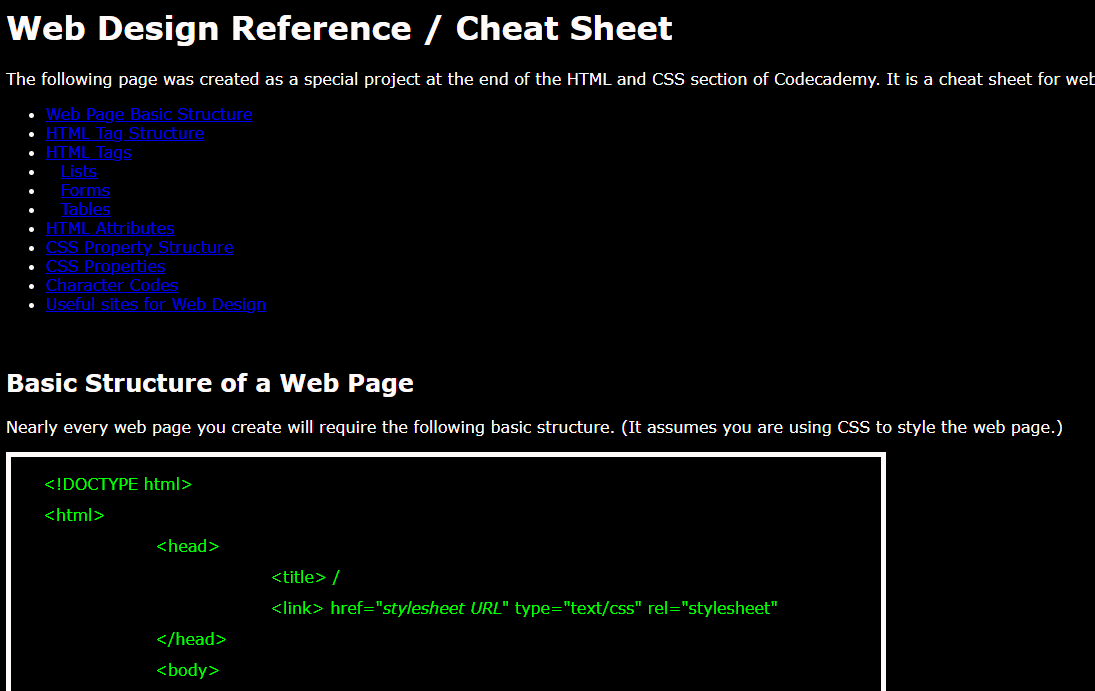 Web Design Reference / Cheat Sheet
The following page was created as a special project at the end of the HTML and CSS section of Codecademy. It is a cheat sheet for web
Web Page Basic Structure
HTML Tag Structure
HTML Tags
Lists
Forms
Tables
HTML Attributes
CSS Property Structure
CSS Properties
Character Codes
Useful sites for Web Design
Basic Structure of a Web Page
Nearly every web page you create will require the following basic structure. (It assumes you are using CSS to style the web page.)
<!DOCTYPE html>
<html>
<head>
<title> /
<link> href="stylesheet URL" type="text/css" rel="stylesheet"
</head>
<body>